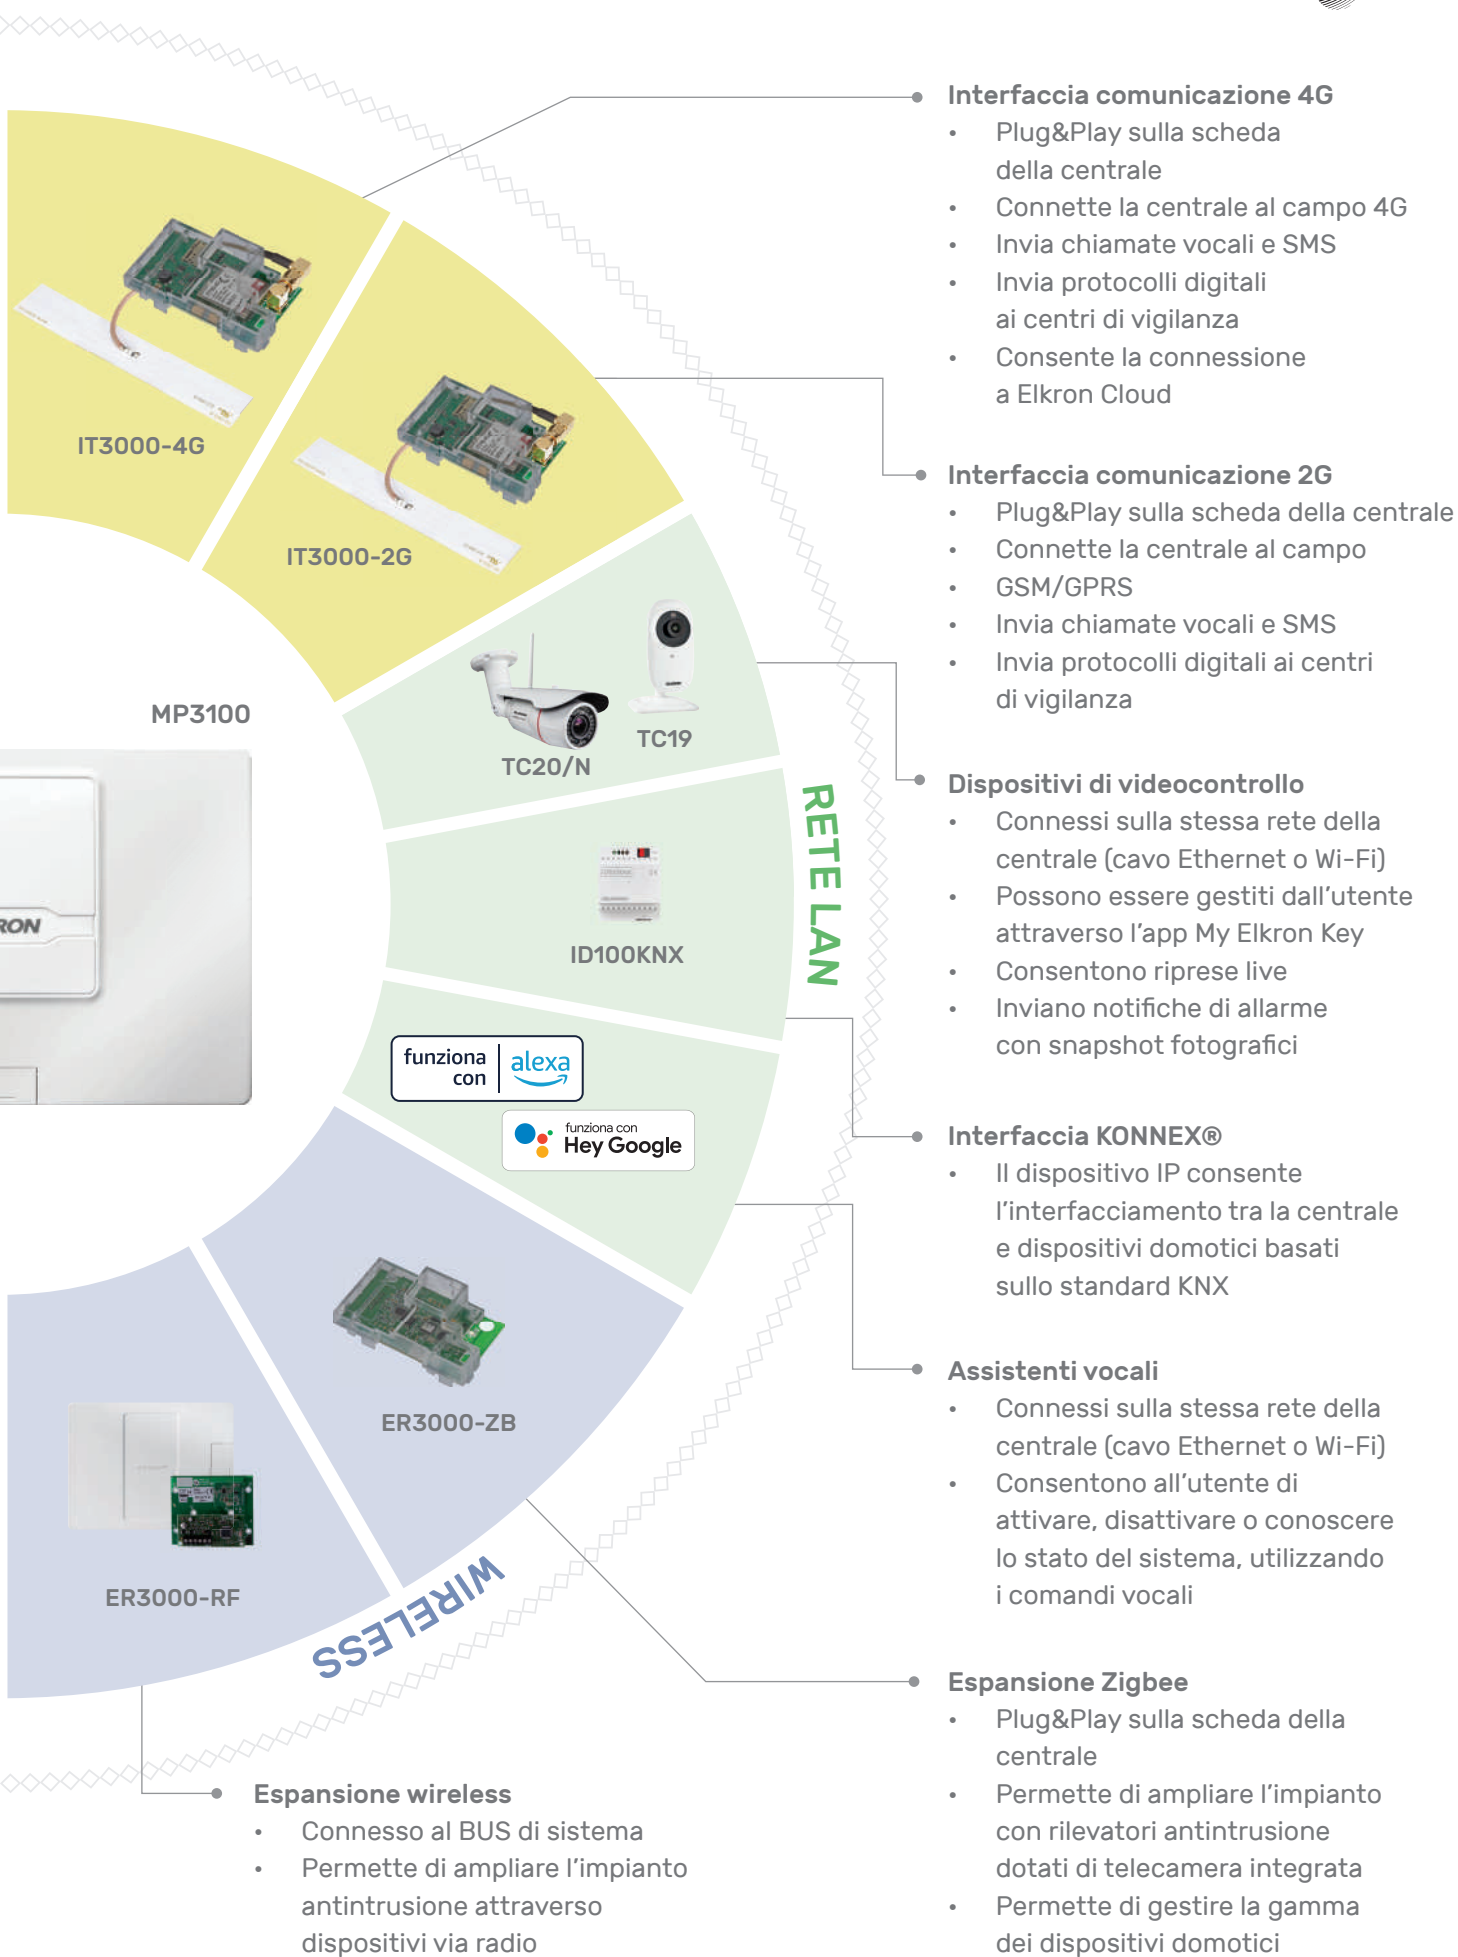 Interfaccia comunicazione 4G
• Plug&Play sulla scheda
della centrale
• Connette la centrale al campo 4G
• Invia chiamate vocali e SMS
• Invia protocolli digitali
ai centri di vigilanza
• Consente la connessione
a Elkron Cloud
IT3000-4G
Interfaccia comunicazione 2G
• Plug&Play sulla scheda della centrale
• Connette la centrale al campo
• GSM/GPRS
• Invia chiamate vocali e SMS
• Invia protocolli digitali ai centri
di vigilanza
IT3000-2G
MP3100
RON
TC19
TC20/N
RETE LAN
Dispositivi di videocontrollo
• Connessi sulla stessa rete della
centrale (cavo Ethernet o Wi-Fi)
• Possono essere gestiti dall'utente
attraverso l'app My Elkron Key
• Consentono riprese live
• Inviano notifiche di allarme
con snapshot fotografici
ID100KNX
funziona
con
alexa
funziona con
Hey Google
Interfaccia KONNEX®
• Il dispositivo IP consente
l'interfacciamento tra la centrale
e dispositivi domotici basati
sullo standard KNX
Assistenti vocali
• Connessi sulla stessa rete della
centrale (cavo Ethernet o Wi-Fi)
• Consentono all'utente di
attivare, disattivare o conoscere
lo stato del sistema, utilizzando
i comandi vocali
ER3000-ZB
ER3000-RF
WIRELESS
Espansione Zigbee
• Plug&Play sulla scheda della
centrale
• Permette di ampliare l'impianto
con rilevatori antintrusione
dotati di telecamera integrata
• Permette di gestire la gamma
dei dispositivi domotici
Espansione wireless
• Connesso al BUS di sistema
• Permette di ampliare l'impianto
antintrusione attraverso
dispositivi via radio